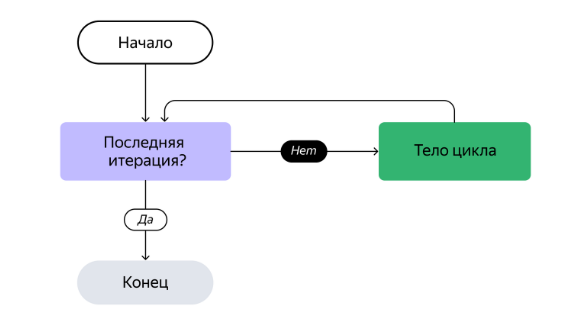 Начало
Последняя
итерация?
Нет
Тело цикла
Да
Конец